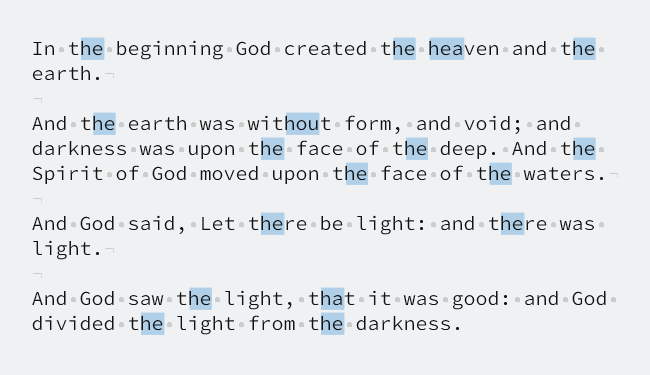 In the beginning God created the heaven and the
earth.
And the earth was without form, and void; and
darkness was upon the face of the deep. And the
Spirit of God moved upon the face of the waters.
And God said, Let there be light: and there was
light.
And God saw the light, that it was good: and God
divided the light from the darkness.